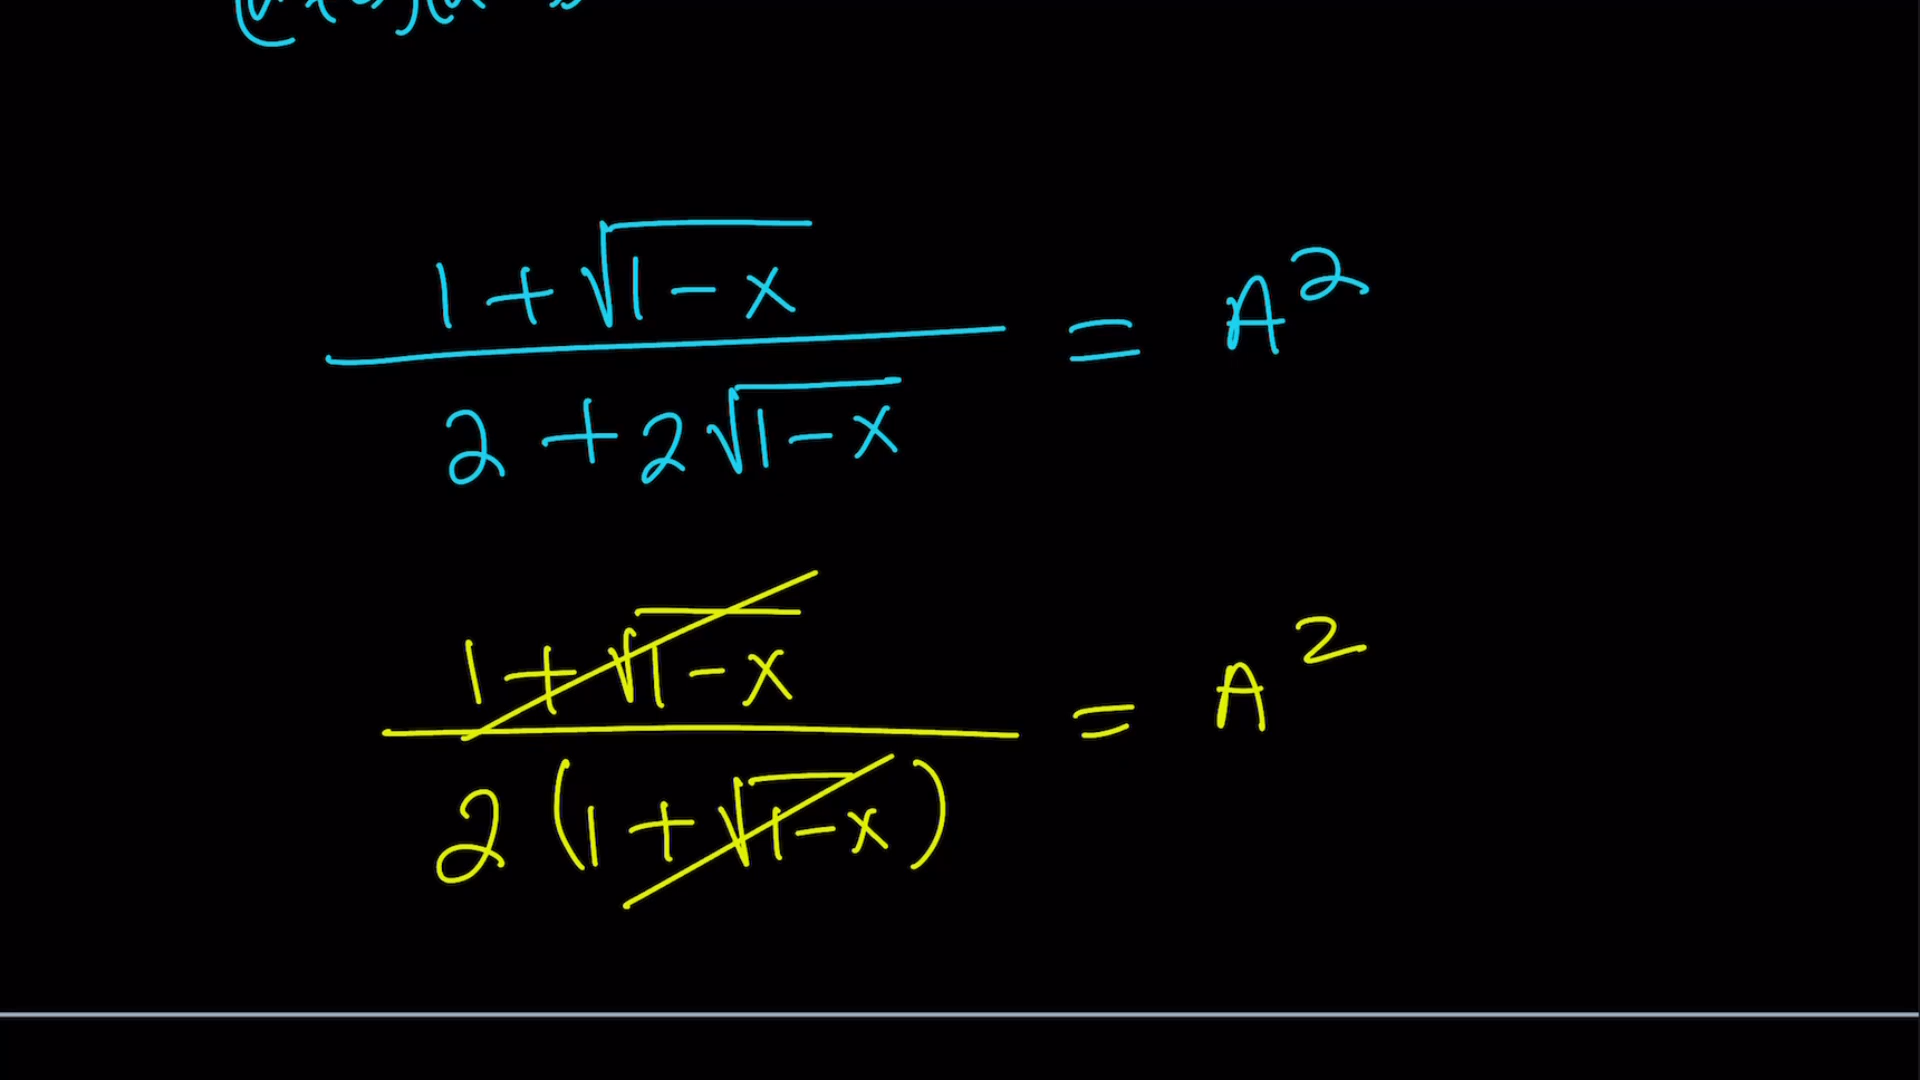 1 + √1 - x
2 + 2√1 - x
= A²
1 + √1 - x
2 (1 + √1 - x)
= A²